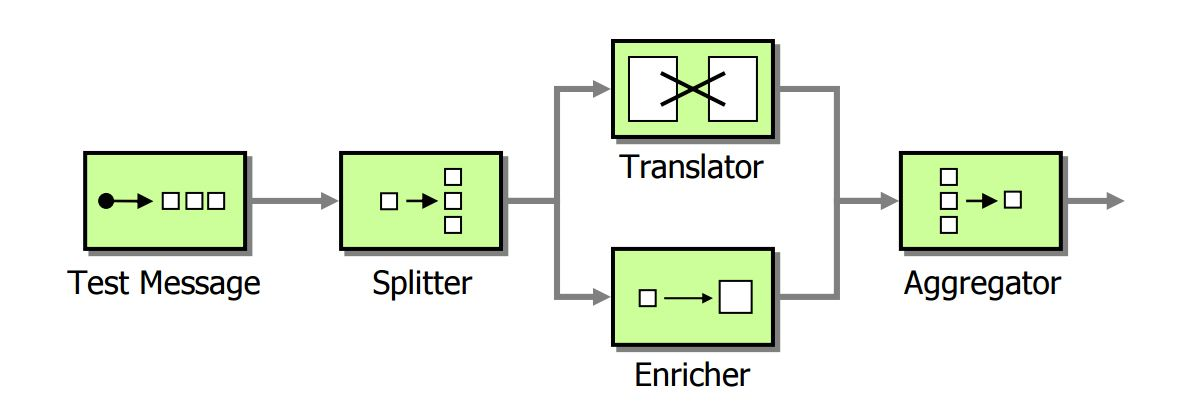 Translator
Test Message
Splitter
Aggregator
Enricher